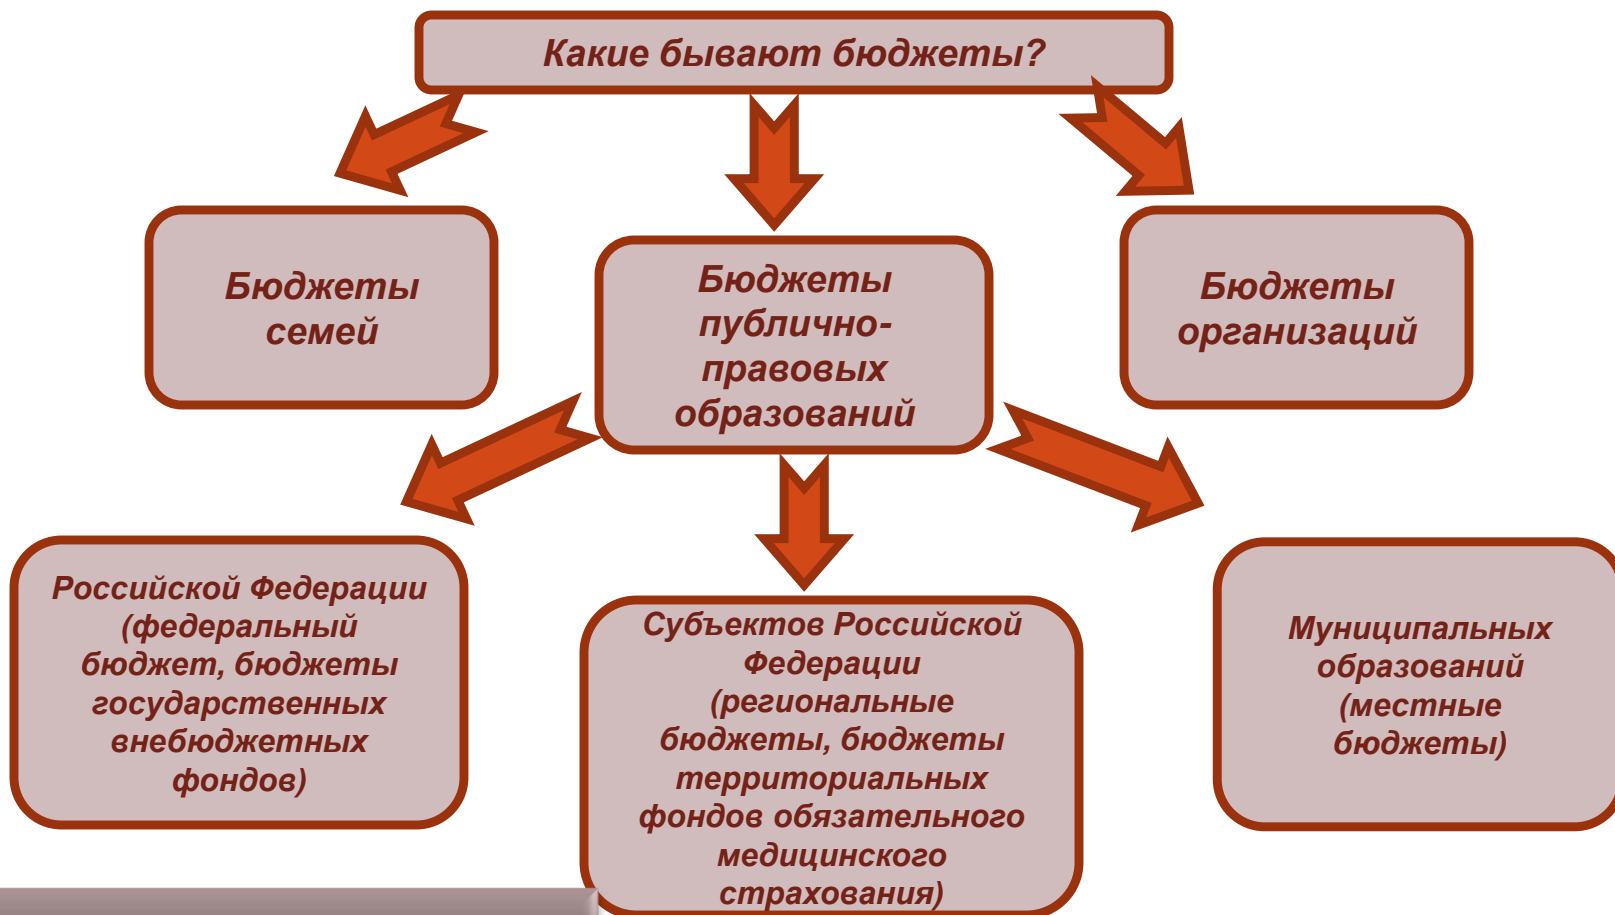 Какие бывают бюджеты?
Бюджеты
семей
Бюджеты
публично-
правовых
образований
Бюджеты
организаций
Российской Федерации
(федеральный
бюджет, бюджеты
государственных
внебюджетных
фондов)
Субъектов Российской
Федерации
(региональные
бюджеты, бюджеты
территориальных
фондов обязательного
медицинского
страхования)
Муниципальных
образований
(местные
бюджеты)